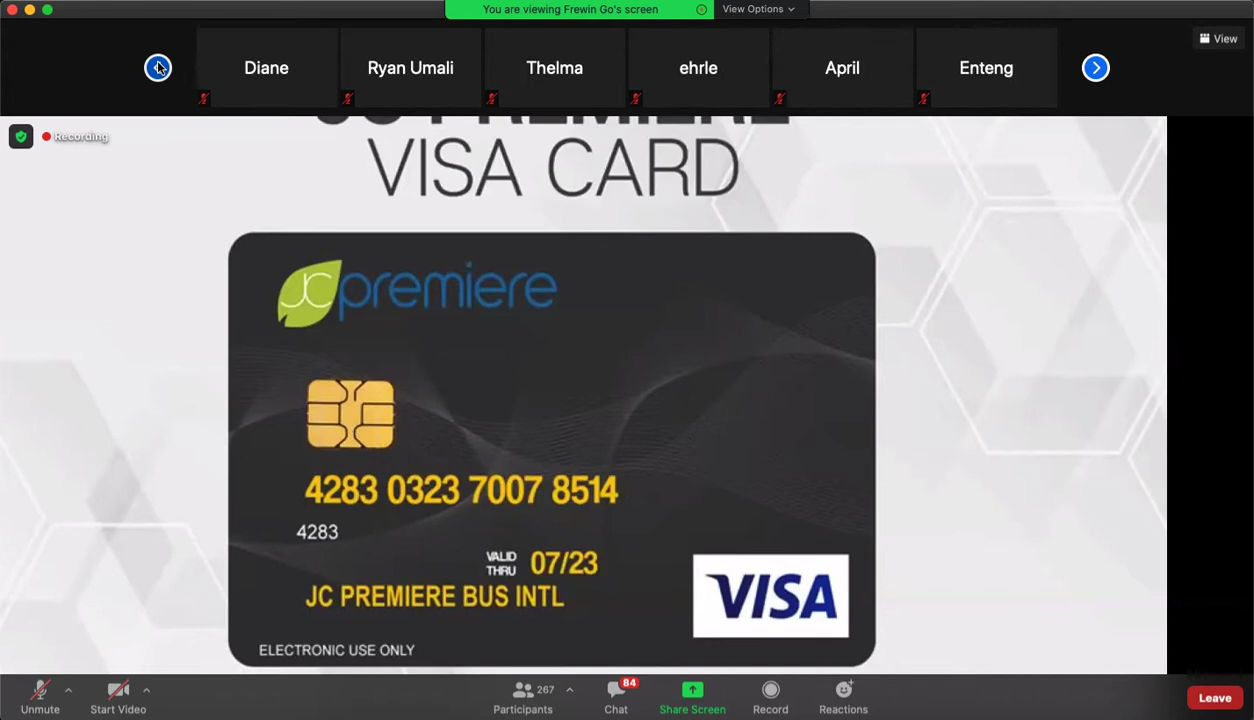 You are viewing Frewin Go's screen
View Options
View
Diane
Ryan Umali
Thelma
ehrle
April
Enteng
Recording
JC PREMIERE
VISA CARD
jcpremiere
4283 0323 7007 8514
4283
VALID THRU 07/23
JC PREMIERE BUS INTL
VISA
ELECTRONIC USE ONLY
Unmute
Start Video
267
Participants
84
Chat
Share Screen
Record
Reactions
Leave